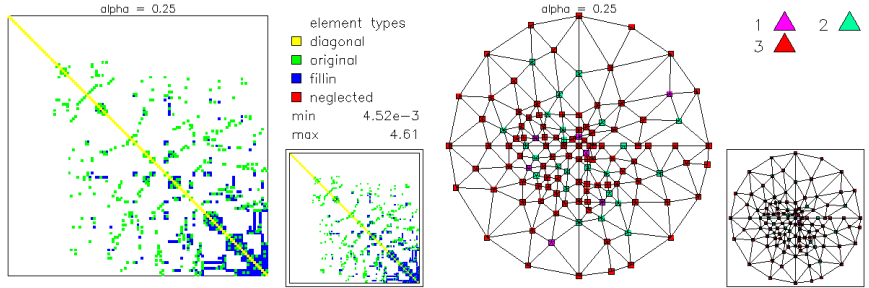 alpha = 0.25
element types
diagonal
original
fillin
neglected
min 4.52e-3
max 4.61
alpha = 0.25
1 2
3